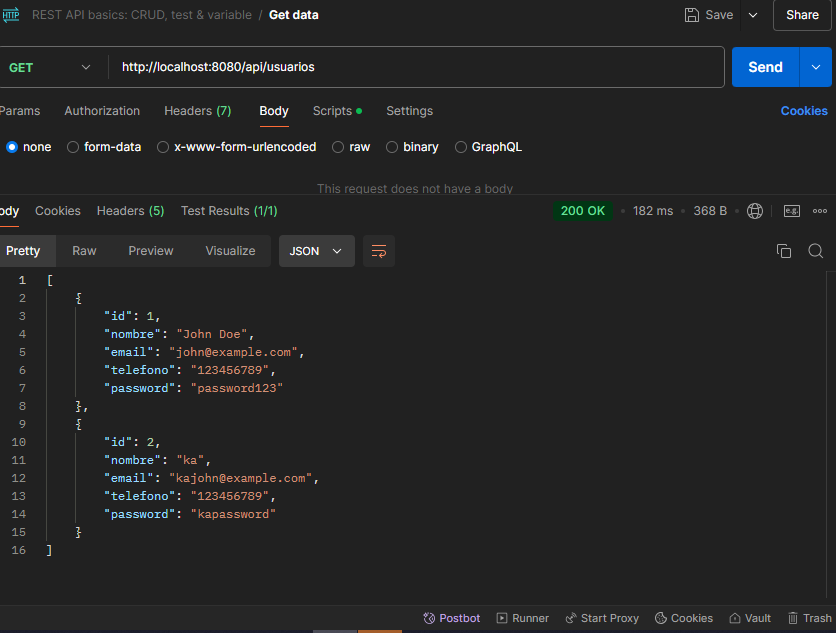 HTTP REST API basics: CRUD, test & variable / Get data Save Share
GET http://localhost:8080/api/usuarios Send
Params Authorization Headers (7) Body Scripts Settings Cookies
none form-data x-www-form-urlencoded raw binary GraphQL
This request does not have a body
ody Cookies Headers (5) Test Results (1/1) 200 OK 182 ms 368 B e.g.
Pretty Raw Preview Visualize JSON
1 [
2 {
3 "id": 1,
4 "nombre": "John Doe",
5 "email": "john@example.com",
6 "telefono": "123456789",
7 "password": "password123"
8 },
9 {
10 "id": 2,
11 "nombre": "ka",
12 "email": "kajohn@example.com",
13 "telefono": "123456789",
14 "password": "kapassword"
15 }
16 ]
Postbot Runner Start Proxy Cookies Vault Trash